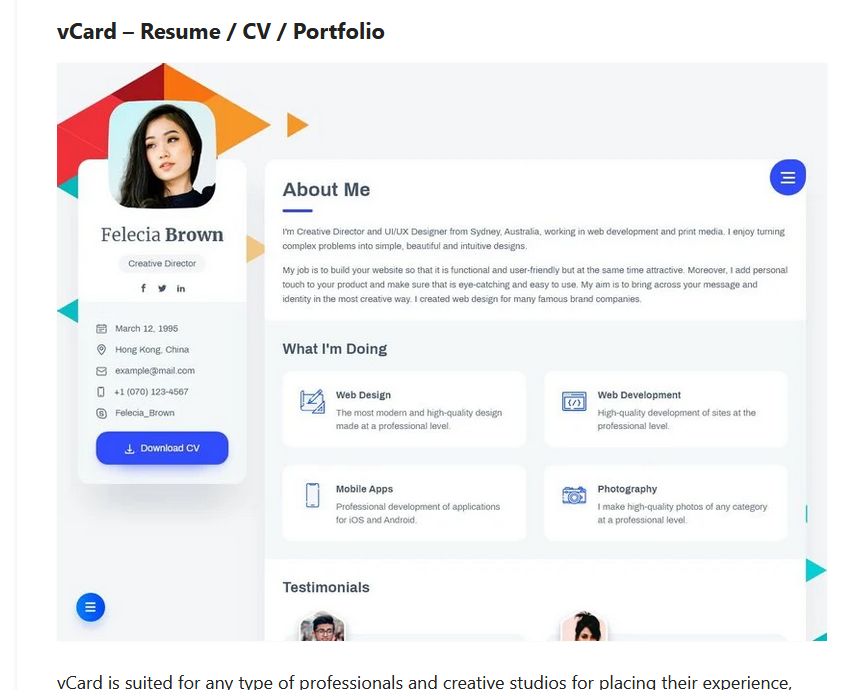 vCard – Resume / CV / Portfolio
Felecia Brown
Creative Director
March 12, 1995
Hong Kong, China
example@mail.com
+1 (070) 123-4567
Felecia_Brown
Download CV
About Me
I'm Creative Director and UI/UX Designer from Sydney, Australia, working in web development and print media. I enjoy turning
complex problems into simple, beautiful and intuitive designs.
My job is to build your website so that it is functional and user-friendly but at the same time attractive. Moreover, I add personal
touch to your product and make sure that is eye-catching and easy to use. My aim is to bring across your message and
identity in the most creative way. I created web design for many famous brand companies.
What I'm Doing
Web Design
The most modern and high-quality design
made at a professional level.
Web Development
High-quality development of sites at the
professional level.
Mobile Apps
Professional development of applications
for iOS and Android.
Photography
I make high-quality photos of any category
at a professional level.
Testimonials
vCard is suited for any type of professionals and creative studios for placing their experience,